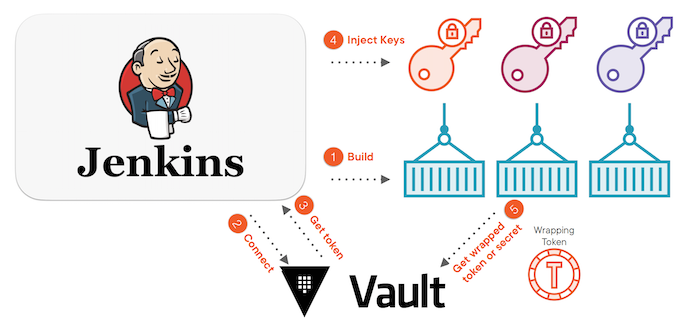 4 Inject Keys
Jenkins
1 Build
2 Connect
3 Get token
5 Get wrapped
token or secret
Wrapping
Token
T
Vault